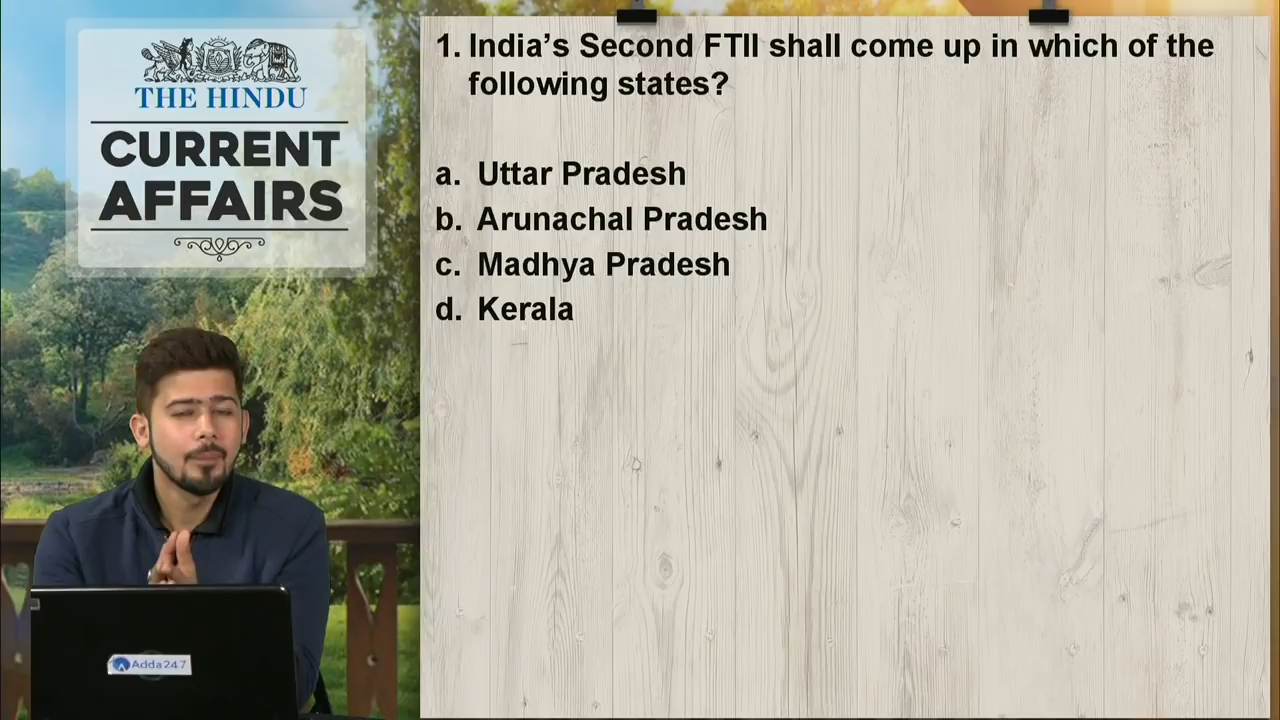 THE HINDU
CURRENT
AFFAIRS
1. India’s Second FTII shall come up in which of the
following states?
a. Uttar Pradesh
b. Arunachal Pradesh
c. Madhya Pradesh
d. Kerala
Adda247